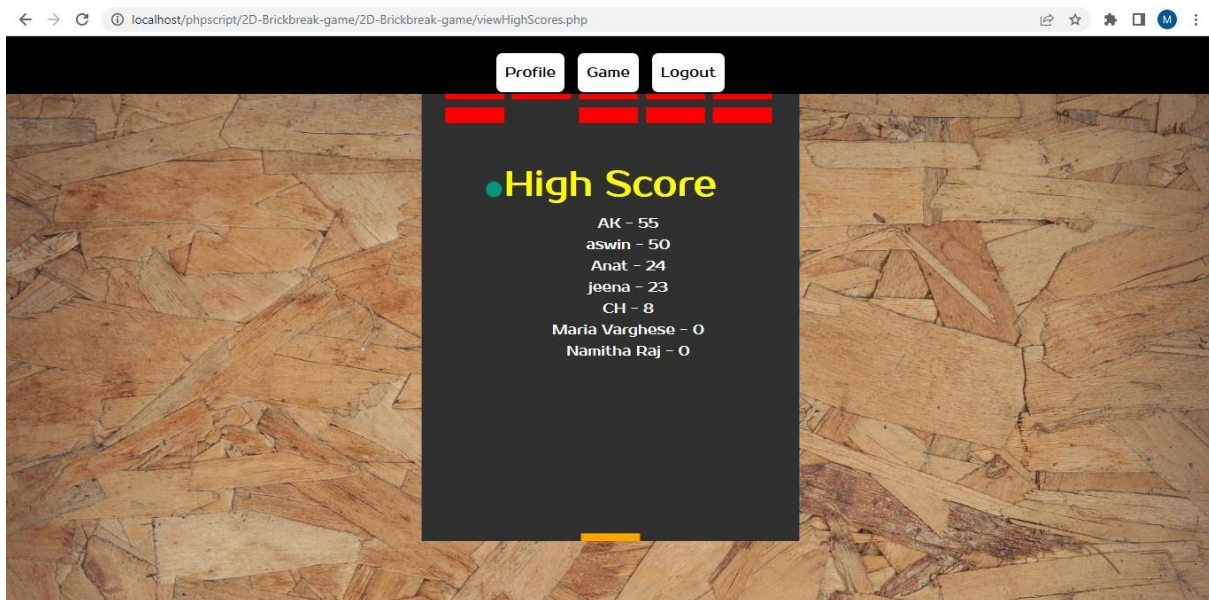 localhost/phpscript/2D-Brickbreak-game/2D-Brickbreak-game/viewHighScores.php
M
Profile Game Logout
High Score
AK - 55
aswin - 50
Anat - 24
jeena - 23
CH - 8
Maria Varghese - 0
Namitha Raj - 0